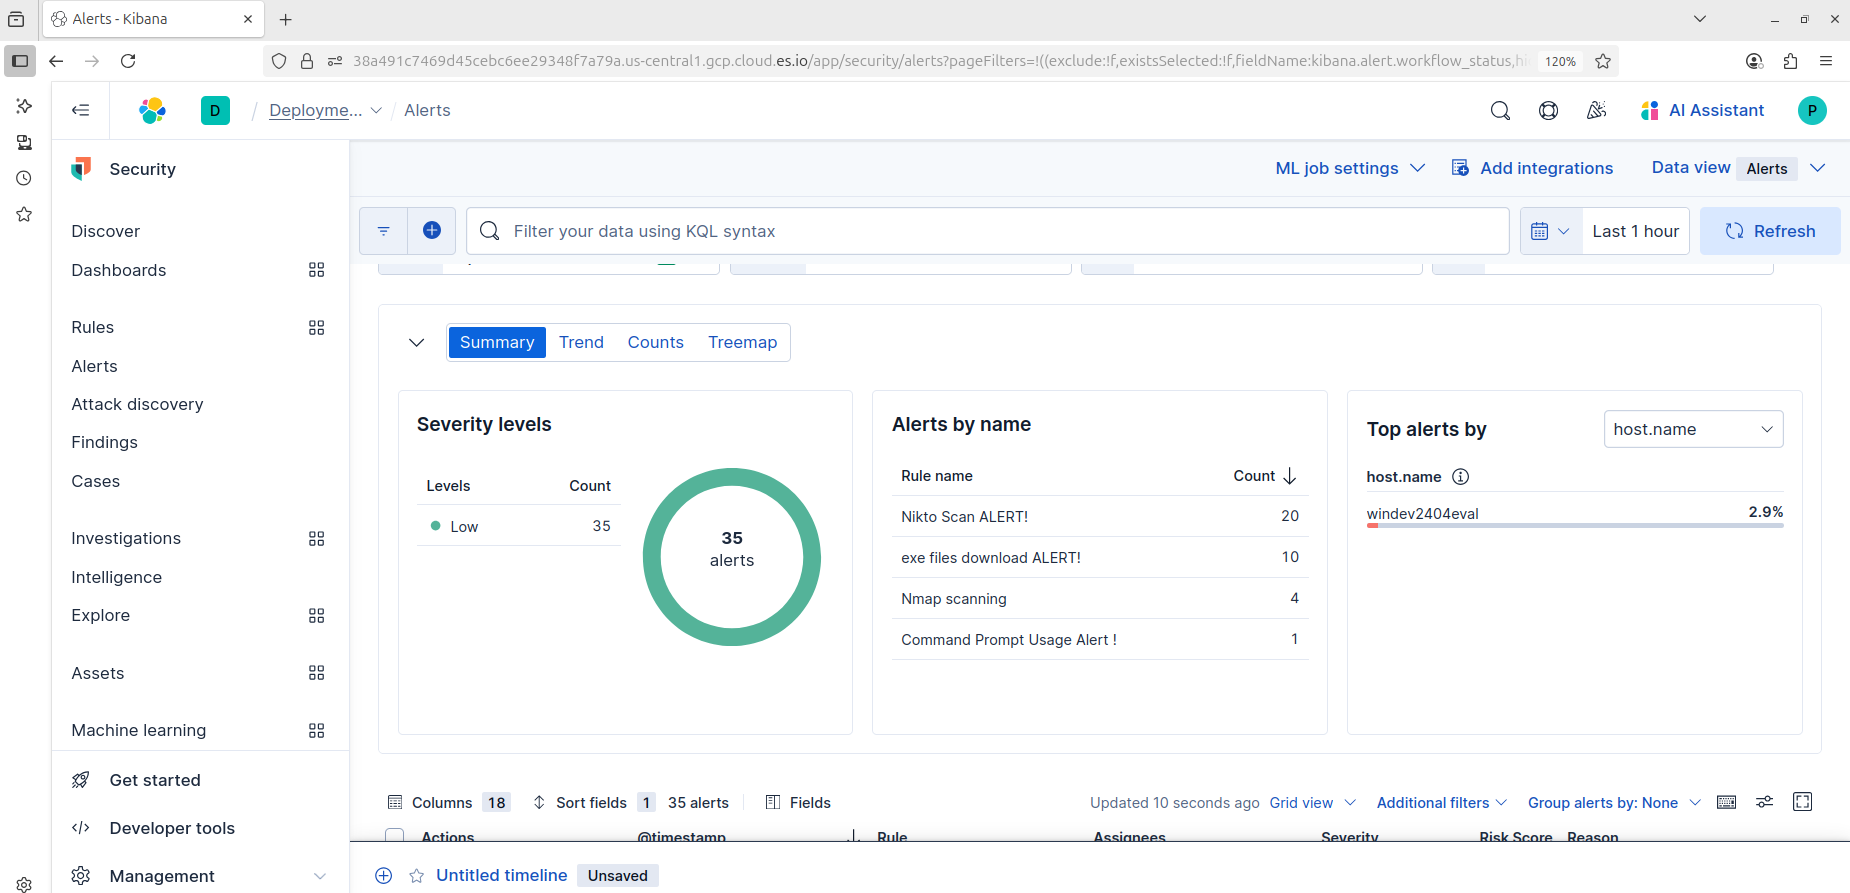 Alerts - Kibana
38a491c7469d45cebc6ee29348f7a79a.us-central1.gcp.cloud.es.io/app/security/alerts?pageFilters=!((exclude:!f,existsSelected:!f,fieldName:kibana.alert.workflow_status,hi
120%
D / Deployme... / Alerts
AI Assistant
P
Security
ML job settings
Add integrations
Data view Alerts
Filter your data using KQL syntax
Last 1 hour
Refresh
Discover
Dashboards
Rules
Alerts
Attack discovery
Findings
Cases
Investigations
Intelligence
Explore
Assets
Machine learning
Get started
Developer tools
Management
Summary Trend Counts Treemap
Severity levels
Levels Count
Low 35
35
alerts
Alerts by name
Rule name Count
Nikto Scan ALERT! 20
exe files download ALERT! 10
Nmap scanning 4
Command Prompt Usage Alert ! 1
Top alerts by host.name
host.name
windev2404eval 2.9%
Columns 18 Sort fields 1 35 alerts Fields
Updated 10 seconds ago Grid view Additional filters Group alerts by: None
Actions @timestamp Rule Assignees Severity Risk Score Reason
Untitled timeline Unsaved